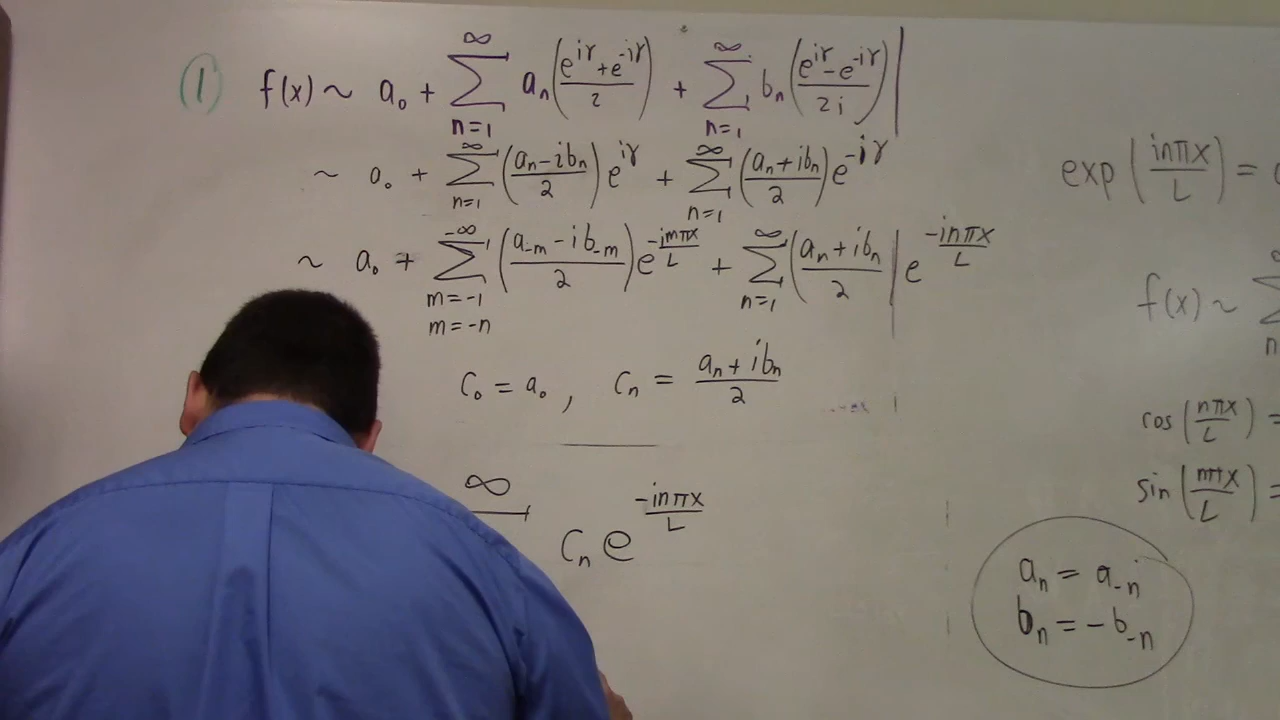 (1) f(x) ~ a₀ + ∑_{n=1}^{∞} aₙ((e^{iγ} + e^{-iγ})/2) + ∑_{n=1}^{∞} bₙ((e^{iγ} - e^{-iγ})/(2i))
~ a₀ + ∑_{n=1}^{∞} ((aₙ - ibₙ)/2) e^{iγ} + ∑_{n=1}^{∞} ((aₙ + ibₙ)/2) e^{-iγ}
~ a₀ + ∑_{m=-1}^{-∞} ((a₋ₘ - ib₋ₘ)/2) e^{-imπx/L} + ∑_{n=1}^{∞} ((aₙ + ibₙ)/2) e^{-inπx/L}
m = -n
c₀ = a₀, cₙ = (aₙ + ibₙ)/2
∞
cₙ e^{-inπx/L}
exp(inπx/L) =
f(x) ~ ∑
n
cos(nπx/L) =
sin(nπx/L) =
aₙ = a₋ₙ
bₙ = -b₋ₙ